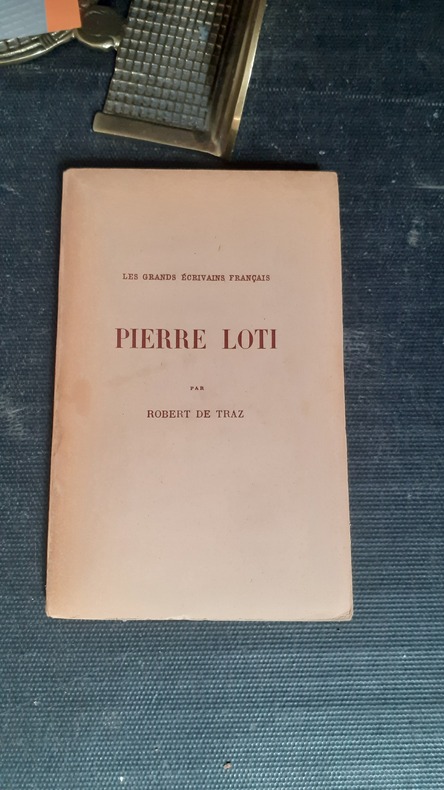 LES GRANDS ÉCRIVAINS FRANÇAIS
PIERRE LOTI
PAR
ROBERT DE TRAZ